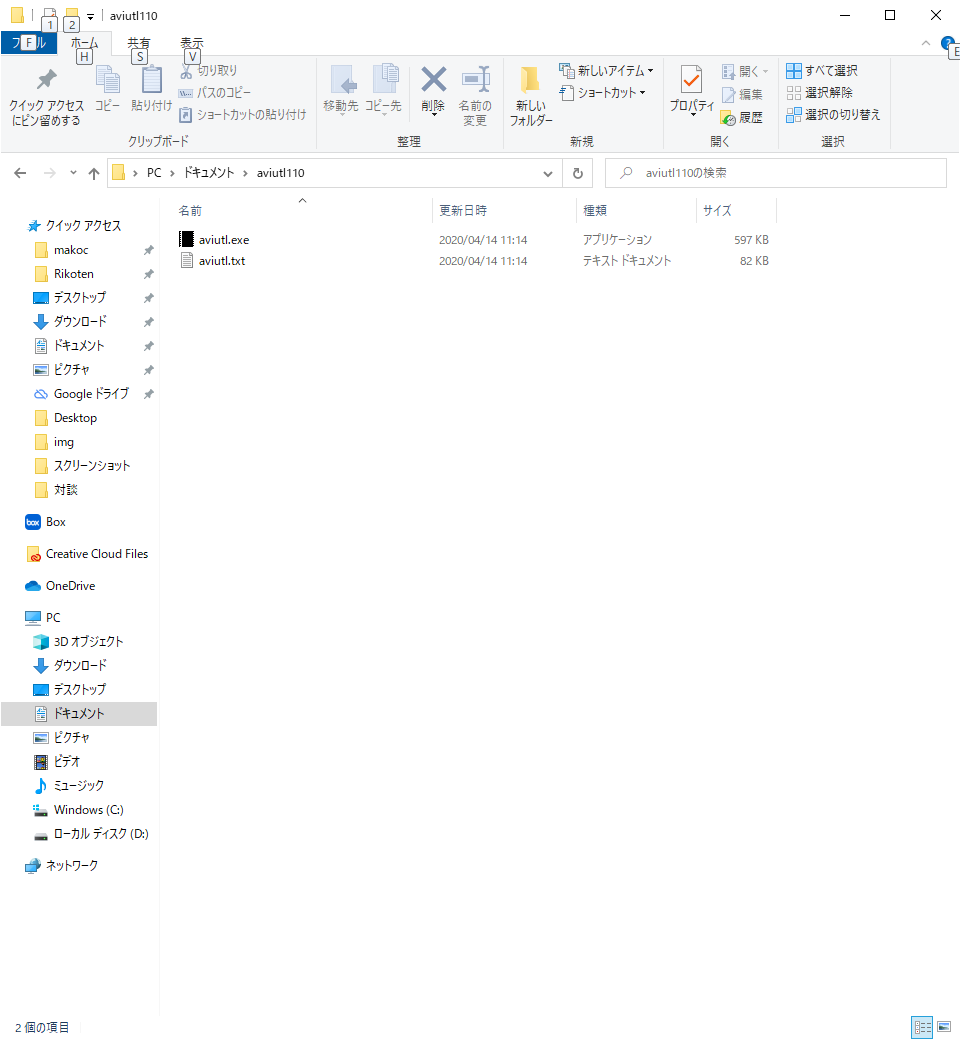 aviutl110
1
2
ファイル
F
ホーム
H
共有
S
表示
V
E
クイック アクセス
にピン留めする
コピー
貼り付け
切り取り
パスのコピー
ショートカットの貼り付け
クリップボード
移動先
コピー先
削除
名前の
変更
整理
新しい
フォルダー
新しいアイテム
ショートカット
新規
プロパティ
開く
編集
履歴
開く
すべて選択
選択解除
選択の切り替え
選択
PC
ドキュメント
aviutl110
aviutl110の検索
名前
更新日時
種類
サイズ
aviutl.exe
2020/04/14 11:14
アプリケーション
597 KB
aviutl.txt
2020/04/14 11:14
テキスト ドキュメント
82 KB
クイック アクセス
makoc
Rikoten
デスクトップ
ダウンロード
ドキュメント
ピクチャ
Google ドライブ
Desktop
img
スクリーンショット
対談
box
Box
Creative Cloud Files
OneDrive
PC
3D オブジェクト
ダウンロード
デスクトップ
ドキュメント
ピクチャ
ビデオ
ミュージック
Windows (C:)
ローカル ディスク (D:)
ネットワーク
2 個の項目